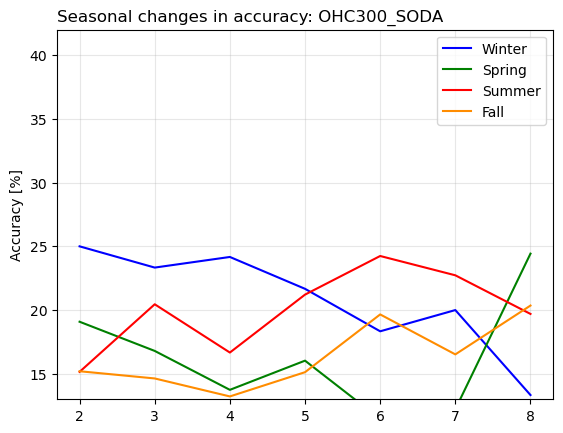 Seasonal changes in accuracy: OHC300_SODA
Accuracy [%]
40
35
30
25
20
15
2 3 4 5 6 7 8
Winter
Spring
Summer
Fall